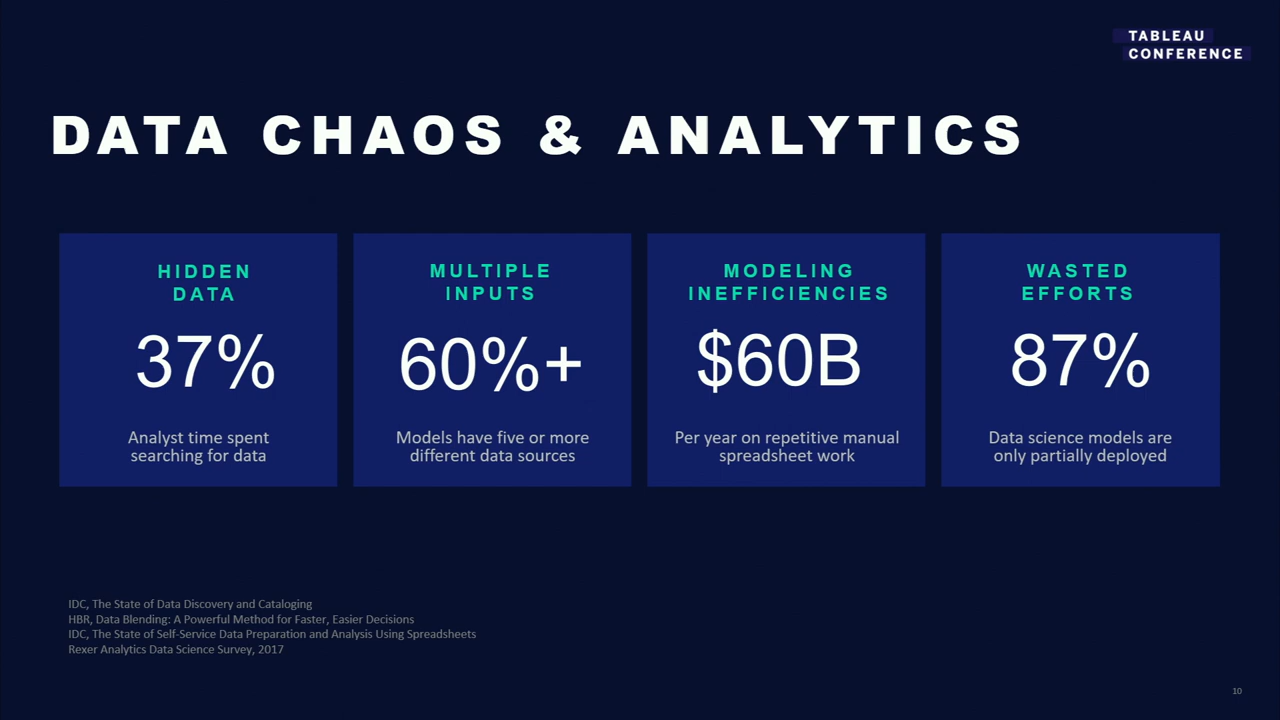 TABLEAU
CONFERENCE
DATA CHAOS & ANALYTICS
HIDDEN
DATA
37%
Analyst time spent
searching for data
MULTIPLE
INPUTS
60%+
Models have five or more
different data sources
MODELING
INEFFICIENCIES
$60B
Per year on repetitive manual
spreadsheet work
WASTED
EFFORTS
87%
Data science models are
only partially deployed
IDC, The State of Data Discovery and Cataloging
HBR, Data Blending: A Powerful Method for Faster, Easier Decisions
IDC, The State of Self-Service Data Preparation and Analysis Using Spreadsheets
Rexer Analytics Data Science Survey, 2017
10